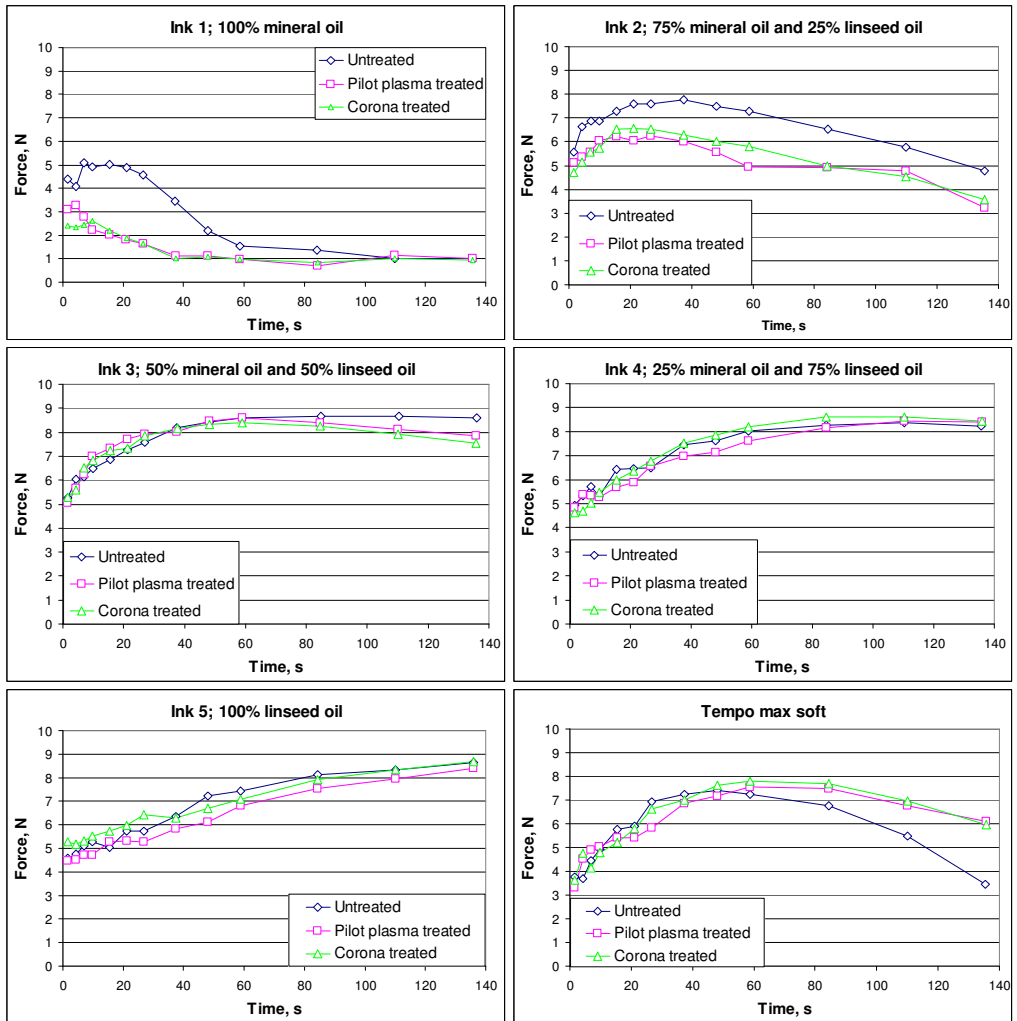 Ink 1; 100% mineral oil
10
9
8
7
6
5
4
3
2
1
0
Force, N
Untreated
Pilot plasma treated
Corona treated
0 20 40 60 80 100 120 140
Time, s
Ink 2; 75% mineral oil and 25% linseed oil
10
9
8
7
6
5
4
3
2
1
0
Force, N
Untreated
Pilot plasma treated
Corona treated
0 20 40 60 80 100 120 140
Time, s
Ink 3; 50% mineral oil and 50% linseed oil
10
9
8
7
6
5
4
3
2
1
0
Force, N
Untreated
Pilot plasma treated
Corona treated
0 20 40 60 80 100 120 140
Time, s
Ink 4; 25% mineral oil and 75% linseed oil
10
9
8
7
6
5
4
3
2
1
0
Force, N
Untreated
Pilot plasma treated
Corona treated
0 20 40 60 80 100 120 140
Time, s
Ink 5; 100% linseed oil
10
9
8
7
6
5
4
3
2
1
0
Force, N
Untreated
Pilot plasma treated
Corona treated
0 20 40 60 80 100 120 140
Time, s
Tempo max soft
10
9
8
7
6
5
4
3
2
1
0
Force, N
Untreated
Pilot plasma treated
Corona treated
0 20 40 60 80 100 120 140
Time, s